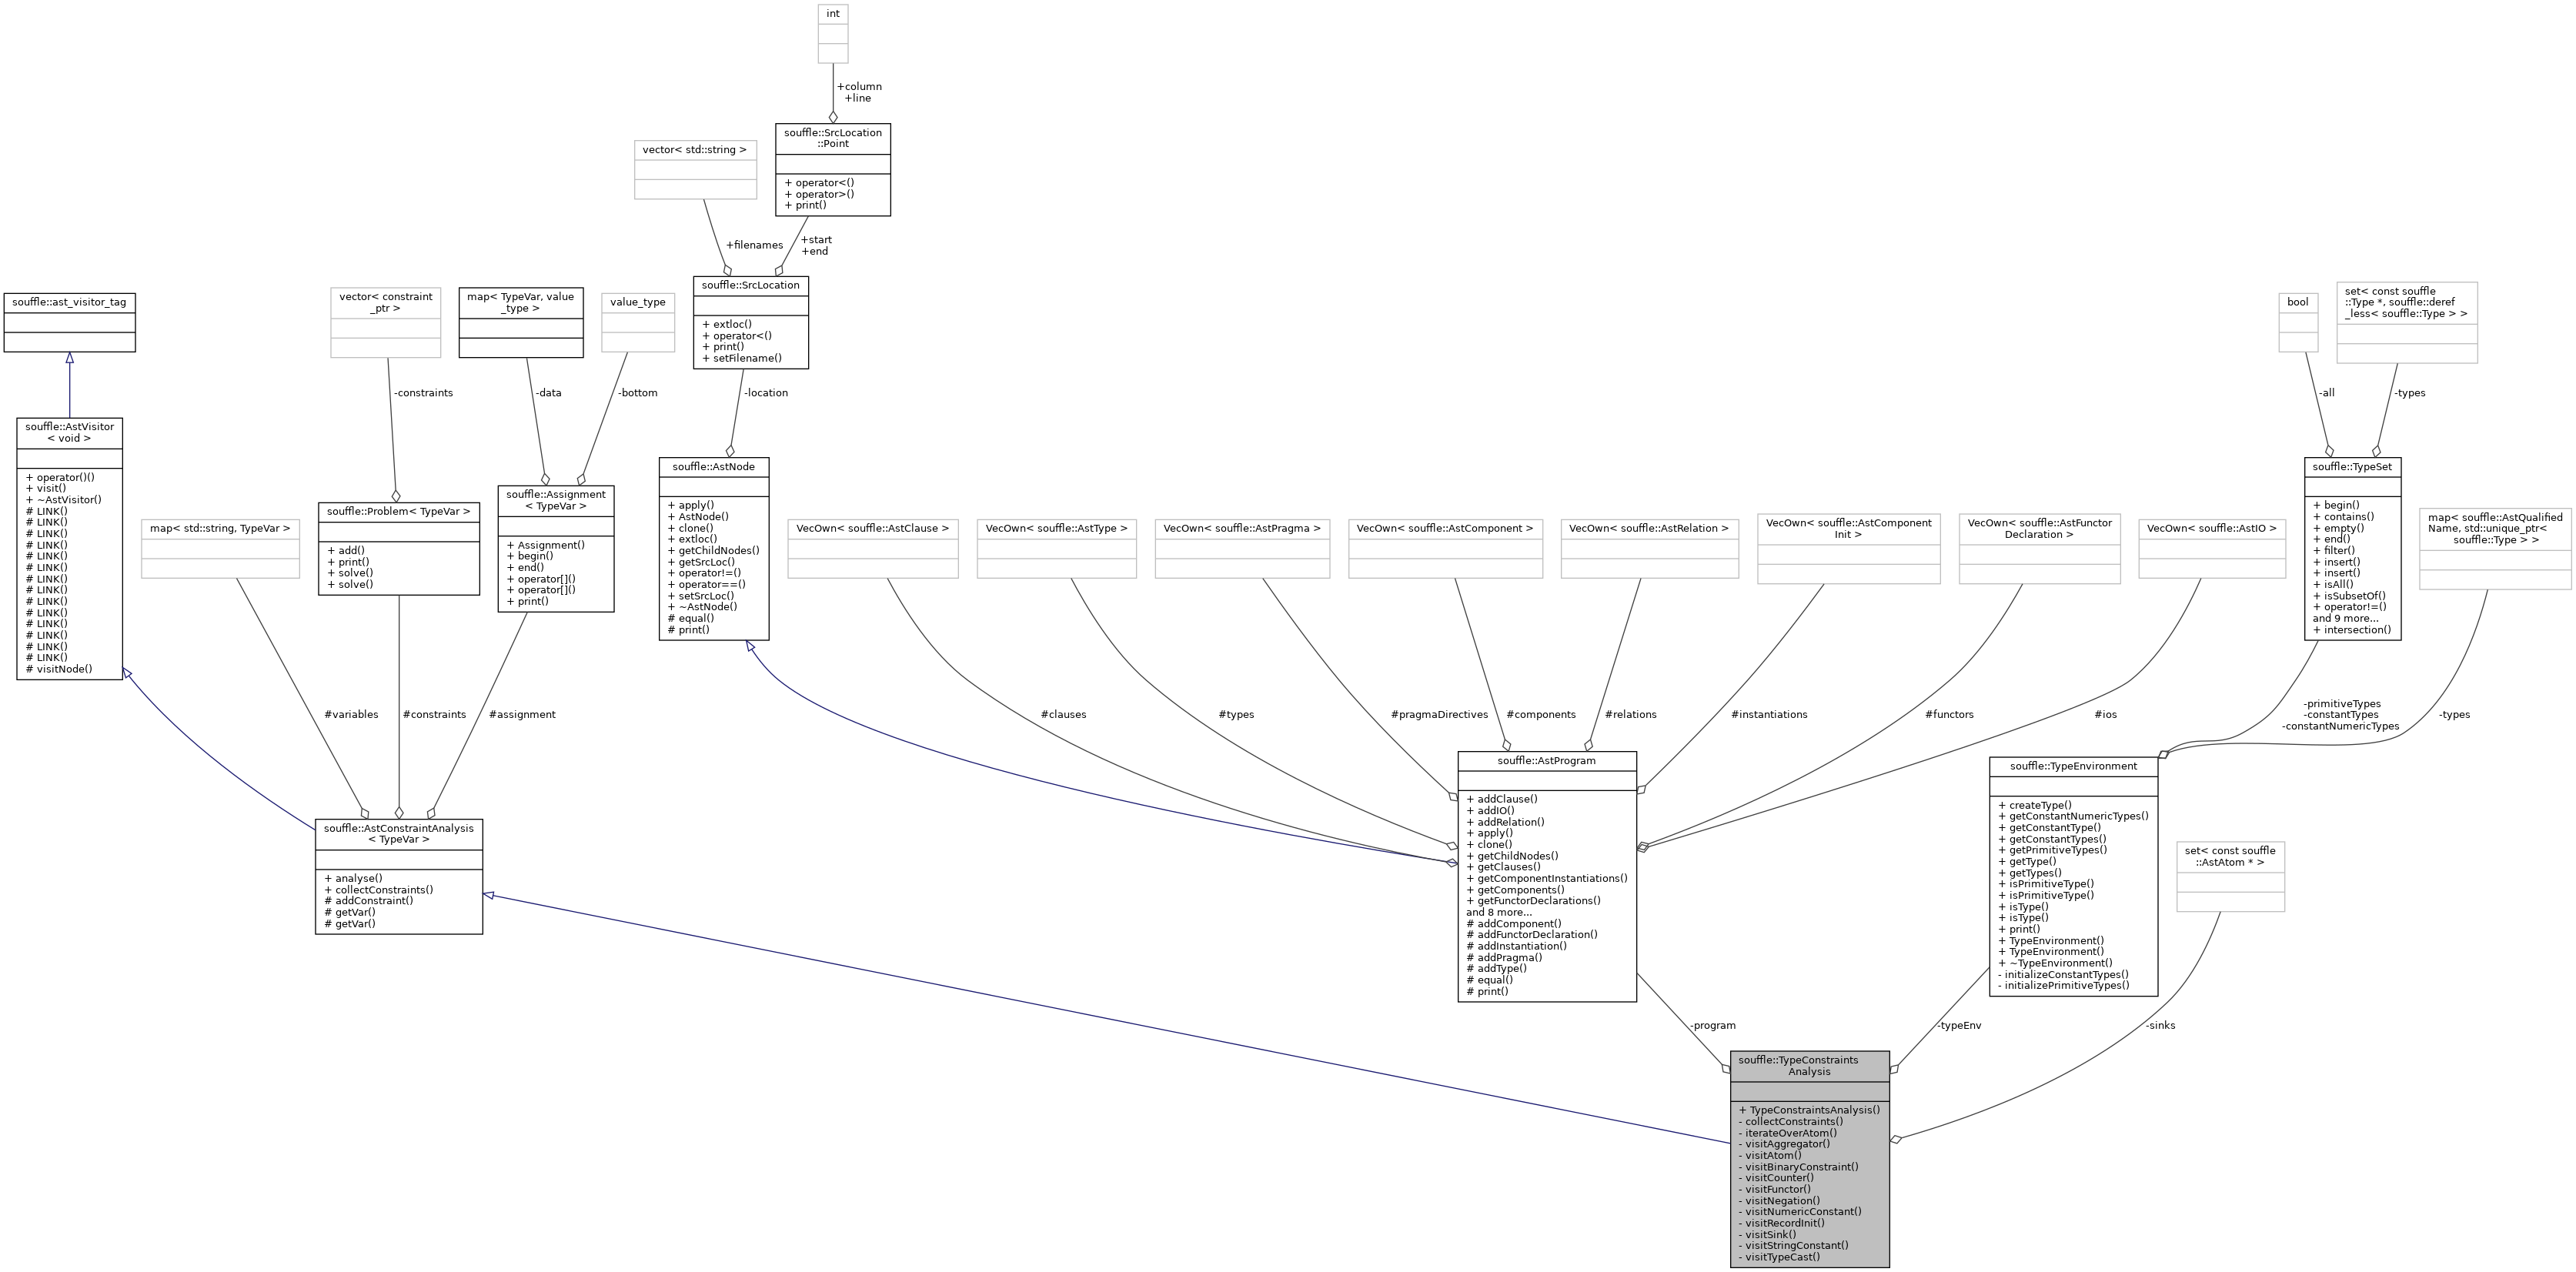 int
+column
+line
souffle::SrcLocation
::Point
+ operator<()
+ operator>()
+ print()
vector< std::string >
+filenames
+start
+end
souffle::SrcLocation
+ extloc()
+ operator<()
+ print()
+ setFilename()
souffle::ast_visitor_tag
vector< constraint
_ptr >
map< TypeVar, value
_type >
value_type
bool
set< const souffle
::Type *, souffle::deref
_less< souffle::Type > >
-constraints
-data
-bottom
-location
-all
-types
souffle::AstVisitor
< void >
+ operator()()
+ visit()
+ ~AstVisitor()
# LINK()
# LINK()
# LINK()
# LINK()
# LINK()
# LINK()
# LINK()
# LINK()
# LINK()
# LINK()
# LINK()
# LINK()
# LINK()
# LINK()
# visitNode()
map< std::string, TypeVar >
souffle::Problem< TypeVar >
+ add()
+ print()
+ solve()
+ solve()
souffle::Assignment
< TypeVar >
+ Assignment()
+ begin()
+ end()
+ operator[]()
+ operator[]()
+ print()
souffle::AstNode
+ apply()
+ AstNode()
+ clone()
+ extloc()
+ getChildNodes()
+ getSrcLoc()
+ operator!=()
+ operator==()
+ setSrcLoc()
+ ~AstNode()
# equal()
# print()
VecOwn< souffle::AstClause >
VecOwn< souffle::AstType >
VecOwn< souffle::AstPragma >
VecOwn< souffle::AstComponent >
VecOwn< souffle::AstRelation >
VecOwn< souffle::AstComponent
Init >
VecOwn< souffle::AstFunctor
Declaration >
VecOwn< souffle::AstIO >
souffle::TypeSet
+ begin()
+ contains()
+ empty()
+ end()
+ filter()
+ insert()
+ insert()
+ isAll()
+ isSubsetOf()
+ operator!=()
and 9 more...
+ intersection()
map< souffle::AstQualified
Name, std::unique_ptr<
souffle::Type > >
#variables
#constraints
#assignment
#clauses
#types
#pragmaDirectives
#components
#relations
#instantiations
#functors
#ios
-primitiveTypes
-constantTypes
-constantNumericTypes
-types
souffle::AstConstraintAnalysis
< TypeVar >
+ analyse()
+ collectConstraints()
# addConstraint()
# getVar()
# getVar()
souffle::AstProgram
+ addClause()
+ addIO()
+ addRelation()
+ apply()
+ clone()
+ getChildNodes()
+ getClauses()
+ getComponentInstantiations()
+ getComponents()
+ getFunctorDeclarations()
and 8 more...
# addComponent()
# addFunctorDeclaration()
# addInstantiation()
# addPragma()
# addType()
# equal()
# print()
souffle::TypeEnvironment
+ createType()
+ getConstantNumericTypes()
+ getConstantType()
+ getConstantTypes()
+ getPrimitiveTypes()
+ getType()
+ getTypes()
+ isPrimitiveType()
+ isPrimitiveType()
+ isType()
+ isType()
+ print()
+ TypeEnvironment()
+ TypeEnvironment()
+ ~TypeEnvironment()
- initializeConstantTypes()
- initializePrimitiveTypes()
set< const souffle
::AstAtom * >
-program
-typeEnv
-sinks
souffle::TypeConstraints
Analysis
+ TypeConstraintsAnalysis()
- collectConstraints()
- iterateOverAtom()
- visitAggregator()
- visitAtom()
- visitBinaryConstraint()
- visitCounter()
- visitFunctor()
- visitNegation()
- visitNumericConstant()
- visitRecordInit()
- visitSink()
- visitStringConstant()
- visitTypeCast()